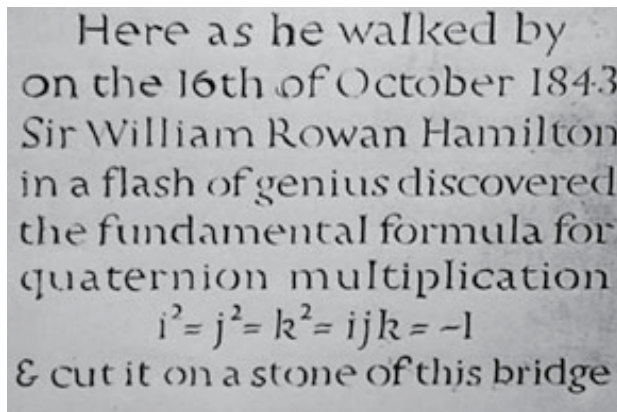 Here as he walked by
on the 16th of October 1843
Sir William Rowan Hamilton
in a flash of genius discovered
the fundamental formula for
quaternion multiplication
i² = j² = k² = ijk = −1
& cut it on a stone of this bridge